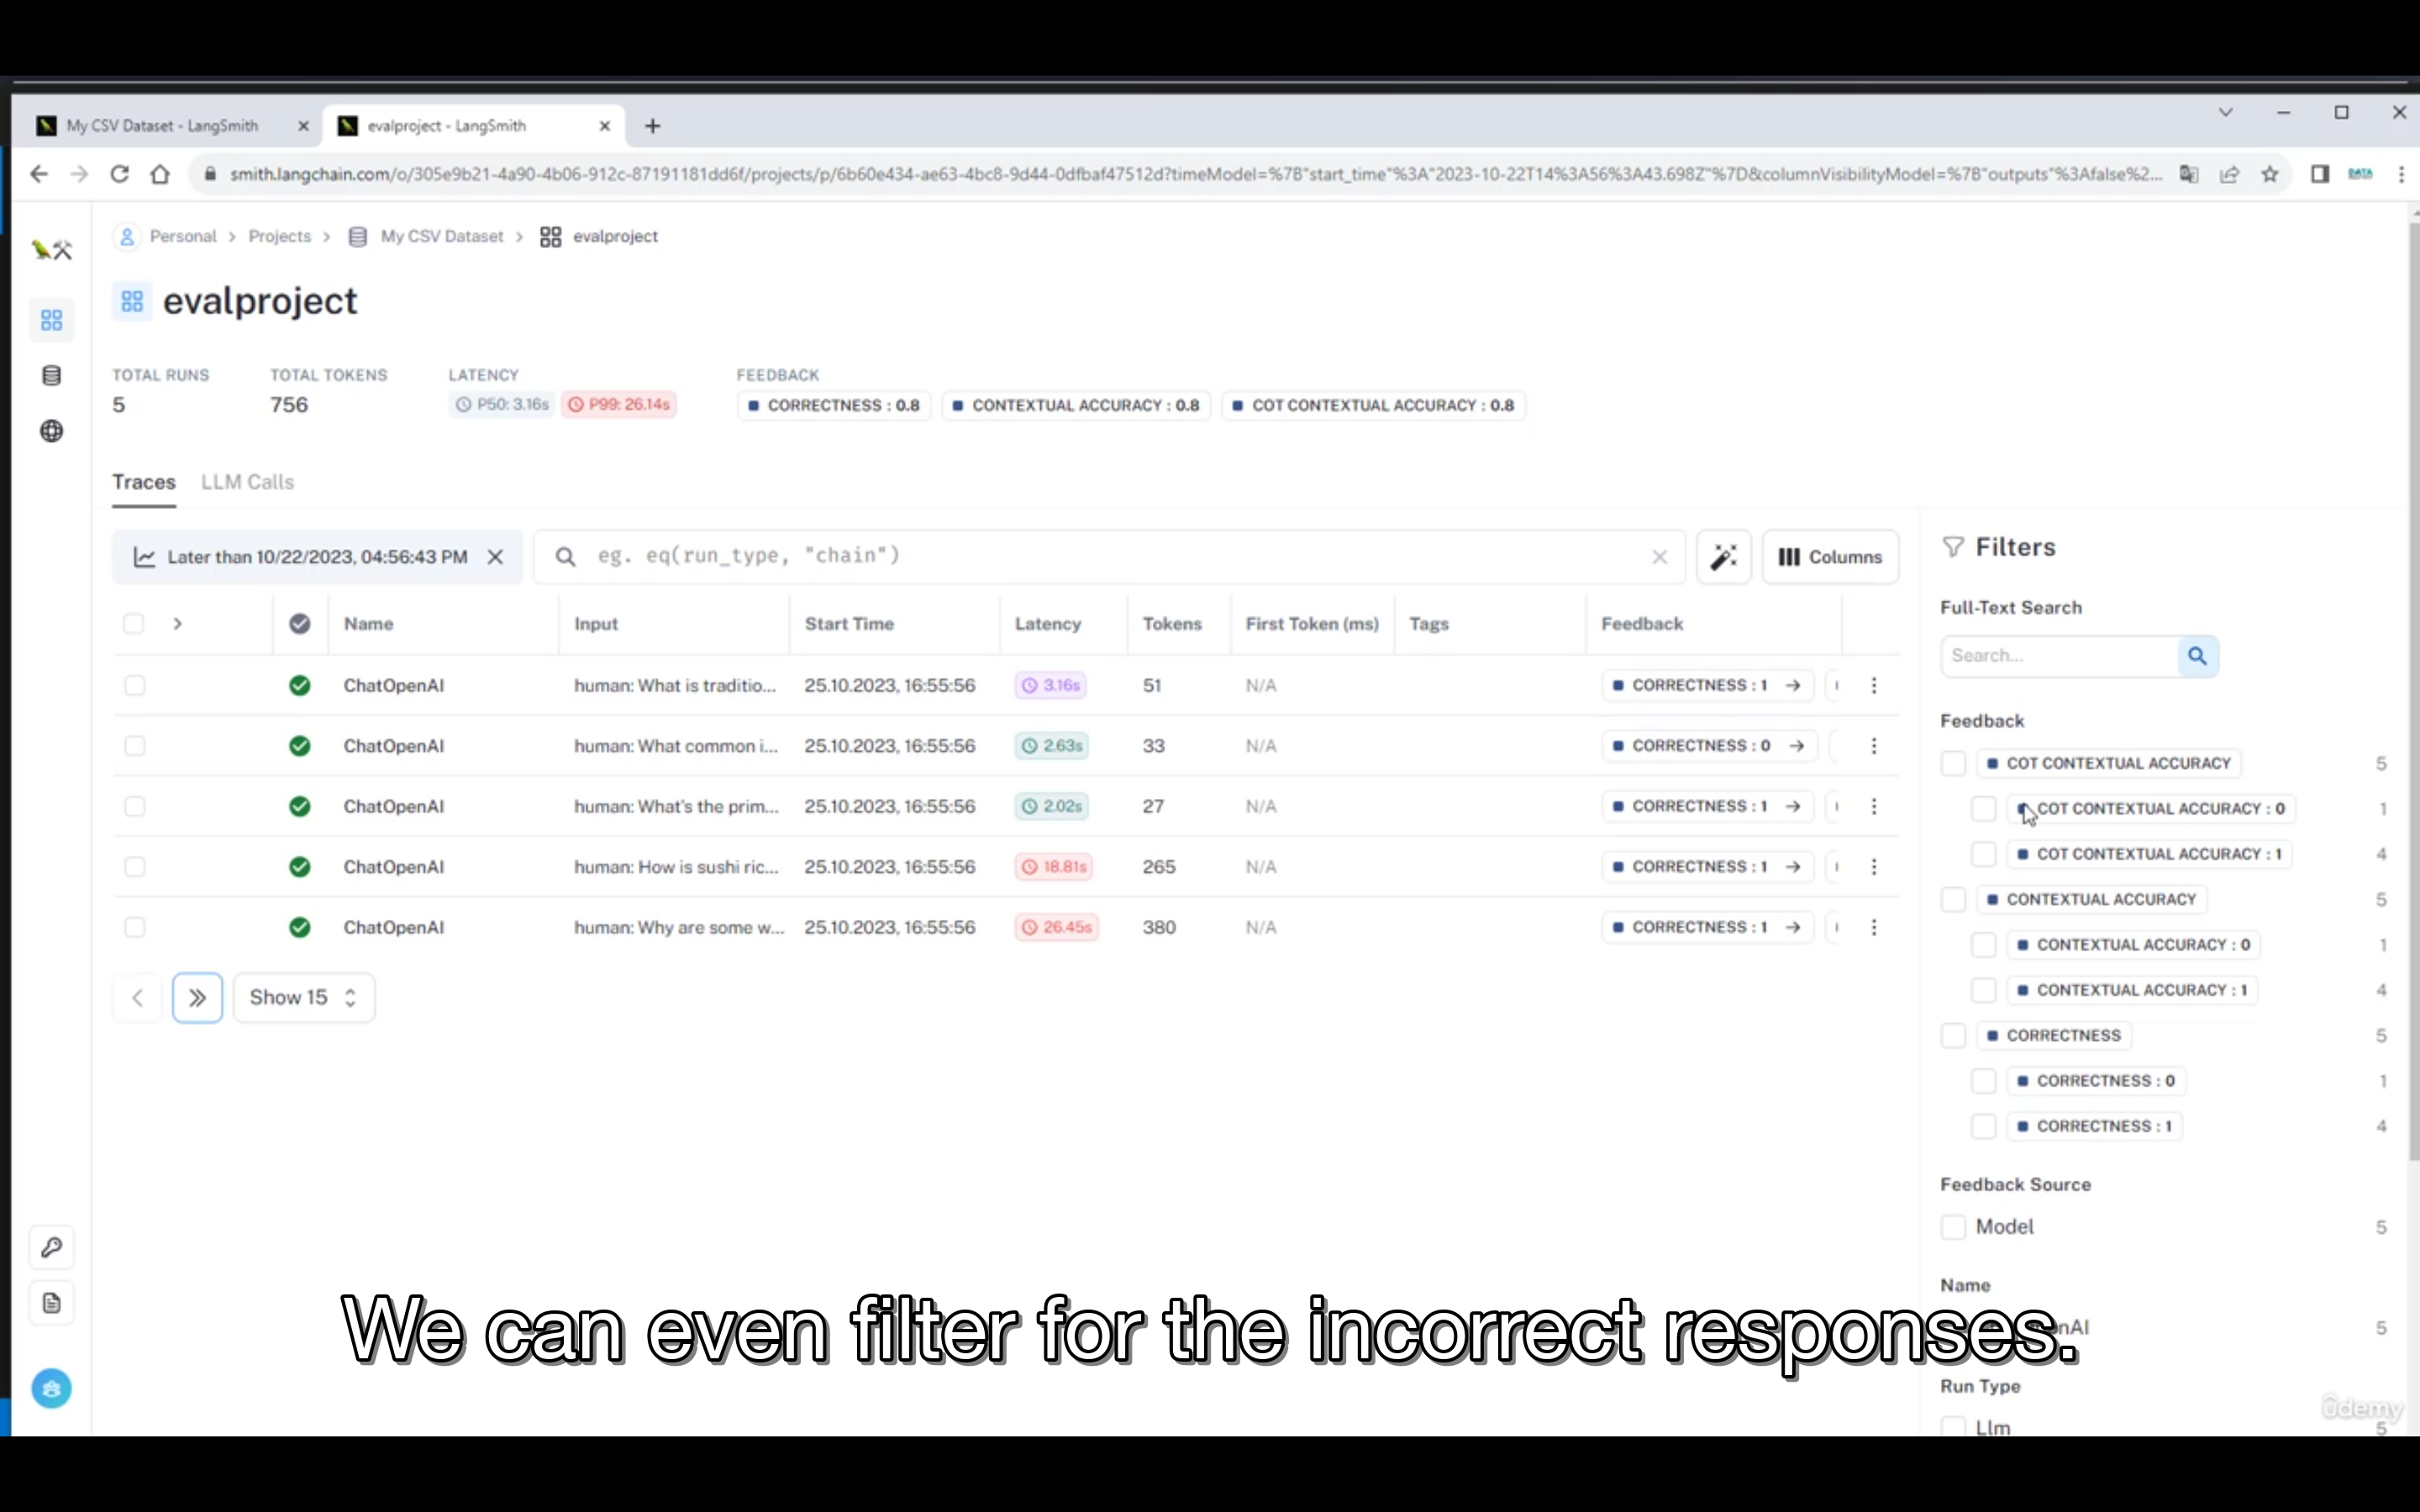 My CSV Dataset - LangSmith
evalproject - LangSmith
smith.langchain.com/o/305e9b21-4a90-4b06-912c-87191181dd6f/projects/p/6b60e434-ae63-4bc8-9d44-0dfbaf47512d?timeModel=%7B"start_time"%3A"2023-10-22T14%3A56%3A43.698Z"%7D&columnVisibilityModel=%7B"outputs"%3Afalse%2...
DATA
Personal > Projects > My CSV Dataset > evalproject
evalproject
TOTAL RUNS TOTAL TOKENS LATENCY FEEDBACK
5 756 P50: 3.16s P99: 26.14s CORRECTNESS : 0.8 CONTEXTUAL ACCURACY : 0.8 COT CONTEXTUAL ACCURACY : 0.8
Traces LLM Calls
Later than 10/22/2023, 04:56:43 PM eg. eq(run_type, "chain") Columns
Name Input Start Time Latency Tokens First Token (ms) Tags Feedback
ChatOpenAI human: What is traditio... 25.10.2023, 16:55:56 3.16s 51 N/A CORRECTNESS : 1
ChatOpenAI human: What common i... 25.10.2023, 16:55:56 2.63s 33 N/A CORRECTNESS : 0
ChatOpenAI human: What's the prim... 25.10.2023, 16:55:56 2.02s 27 N/A CORRECTNESS : 1
ChatOpenAI human: How is sushi ric... 25.10.2023, 16:55:56 18.81s 265 N/A CORRECTNESS : 1
ChatOpenAI human: Why are some w... 25.10.2023, 16:55:56 26.45s 380 N/A CORRECTNESS : 1
Show 15
Filters
Full-Text Search
Search...
Feedback
COT CONTEXTUAL ACCURACY 5
COT CONTEXTUAL ACCURACY : 0 1
COT CONTEXTUAL ACCURACY : 1 4
CONTEXTUAL ACCURACY 5
CONTEXTUAL ACCURACY : 0 1
CONTEXTUAL ACCURACY : 1 4
CORRECTNESS 5
CORRECTNESS : 0 1
CORRECTNESS : 1 4
Feedback Source
Model 5
Name
nAI 5
Run Type
Llm 5
We can even filter for the incorrect responses.
ûdemy